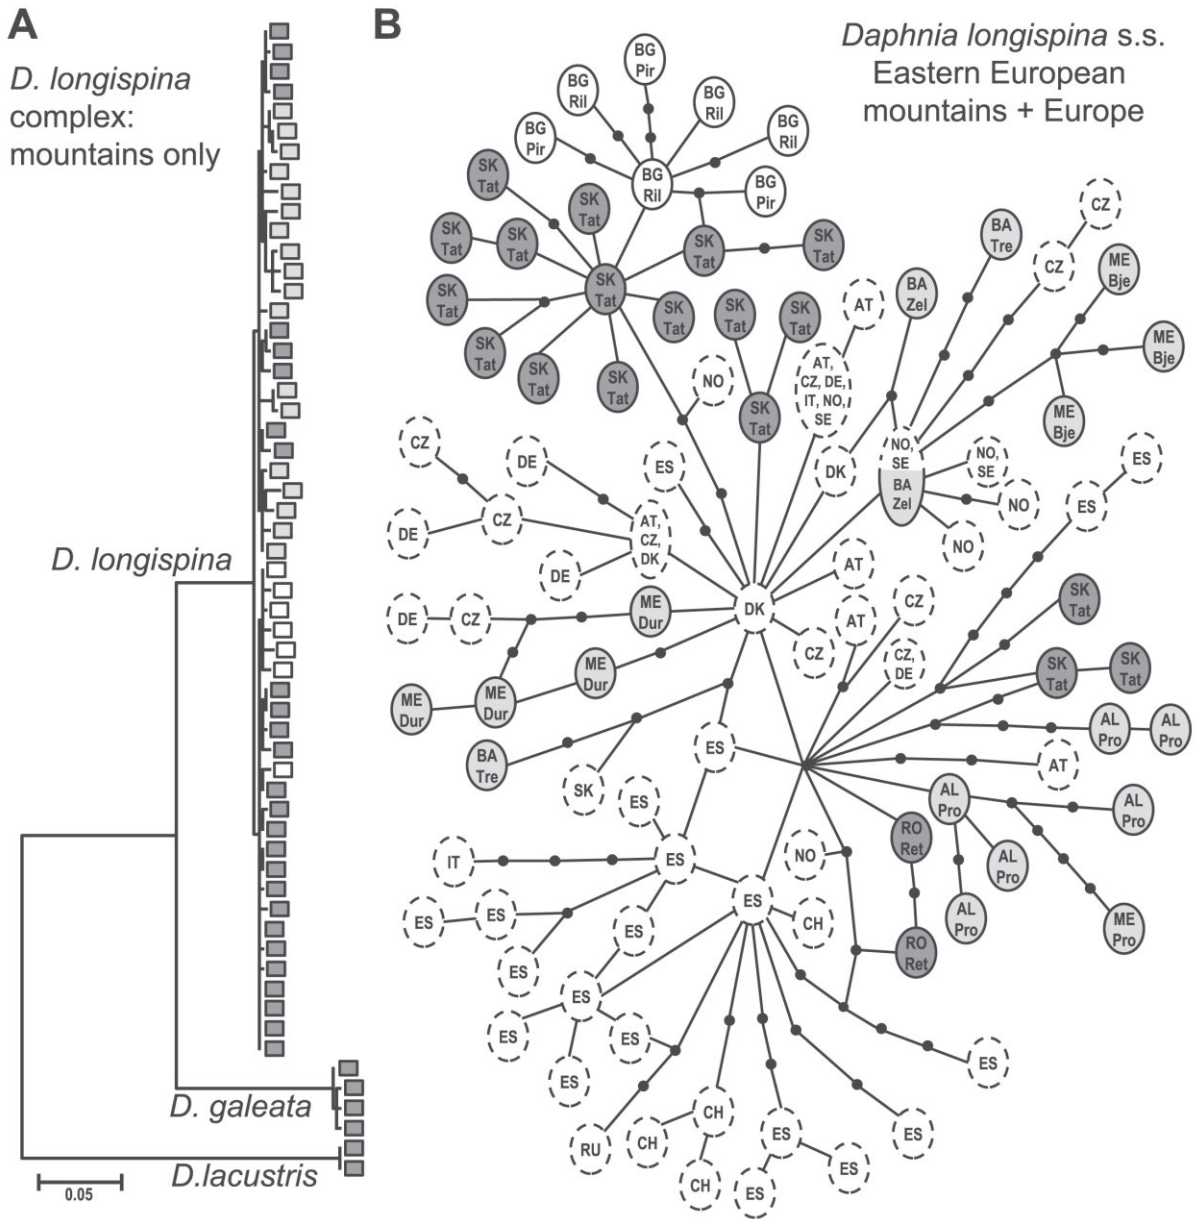 A
D. longispina
complex:
mountains only
D. longispina
D. galeata
D.lacustris
0.05
B
Daphnia longispina s.s.
Eastern European
mountains + Europe
BG
Pir
BG
Ril
BG
Ril
BG
Pir
BG
Ril
BG
Ril
BG
Pir
SK
Tat
SK
Tat
SK
Tat
SK
Tat
SK
Tat
SK
Tat
SK
Tat
SK
Tat
SK
Tat
SK
Tat
SK
Tat
SK
Tat
SK
Tat
SK
Tat
SK
Tat
NO
AT
AT,
CZ, DE,
IT, NO,
SE
BA
Zel
BA
Tre
CZ
CZ
ME
Bje
ME
Bje
ME
Bje
DK
NO,
SE
BA
Zel
NO,
SE
NO
NO
CZ
DE
ES
DE
CZ
AT,
CZ,
DK
DE
DE
CZ
ME
Dur
DK
AT
AT
CZ
CZ
CZ,
DE
ES
ES
SK
Tat
SK
Tat
SK
Tat
ME
Dur
ME
Dur
ME
Dur
BA
Tre
SK
ES
AL
Pro
AL
Pro
AT
AL
Pro
AL
Pro
AL
Pro
AL
Pro
ME
Pro
RO
Ret
RO
Ret
NO
ES
IT
ES
ES
ES
ES
ES
ES
CH
ES
ES
ES
ES
RU
CH
CH
CH
ES
ES
ES
ES
ES